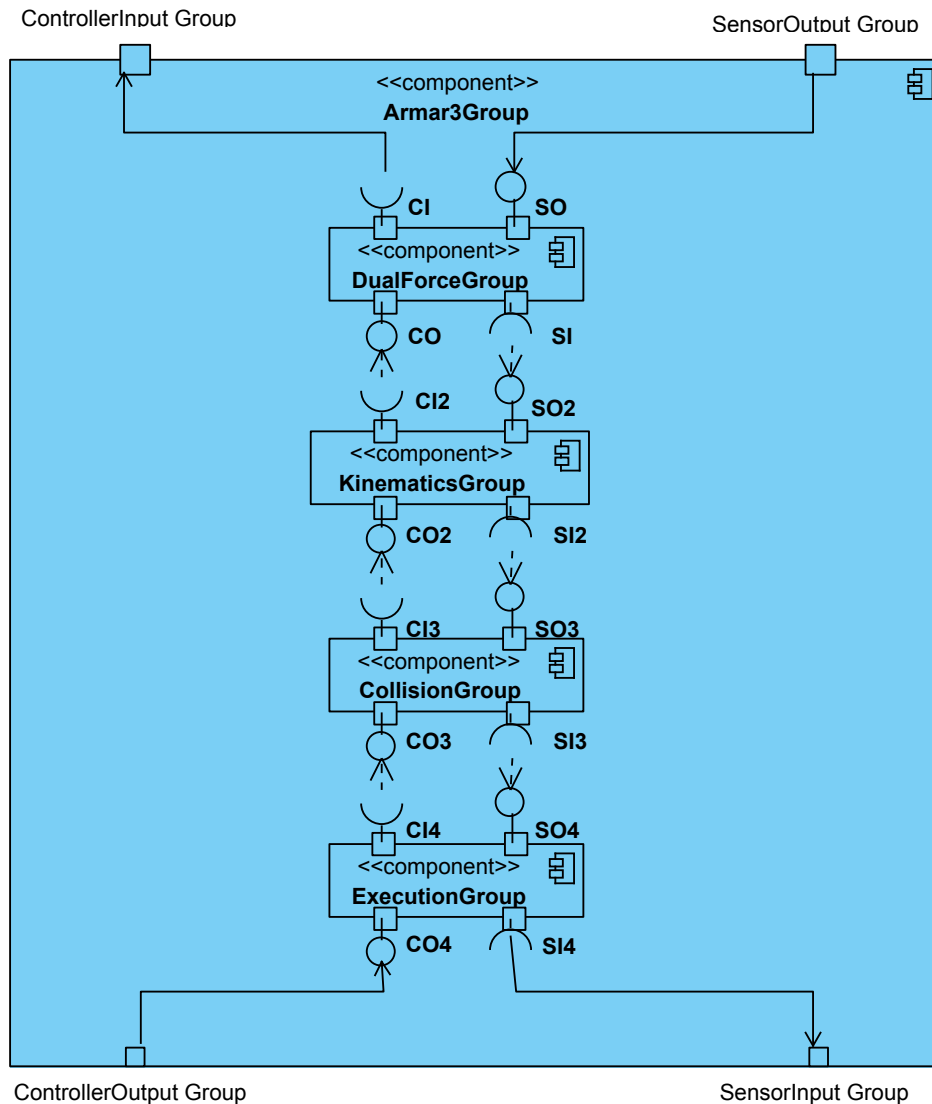 ControllerInput Group
SensorOutput Group
<<component>>
Armar3Group
CI
SO
<<component>>
DualForceGroup
CO
SI
CI2
SO2
<<component>>
KinematicsGroup
CO2
SI2
CI3
SO3
<<component>>
CollisionGroup
CO3
SI3
CI4
SO4
<<component>>
ExecutionGroup
CO4
SI4
ControllerOutput Group
SensorInput Group